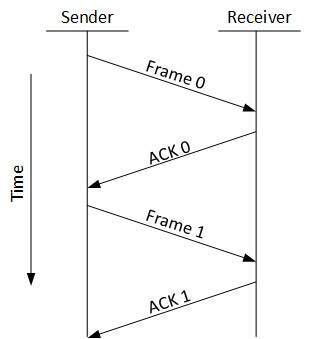 Sender
Receiver
Frame 0
ACK 0
Time
Frame 1
ACK 1